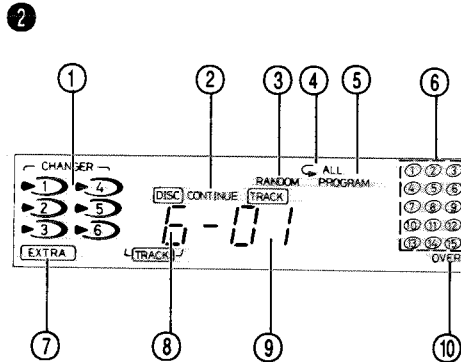 2
1 2 3 4 5 6
CHANGER
ALL
RANDOM PROGRAM
1 4
DISC CONTINUE TRACK
2 5
3 6
6-01
EXTRA
TRACK
1 2 3
4 5 6
7 8 9
10 11 12
13 14 15
OVER
7 8 9 10